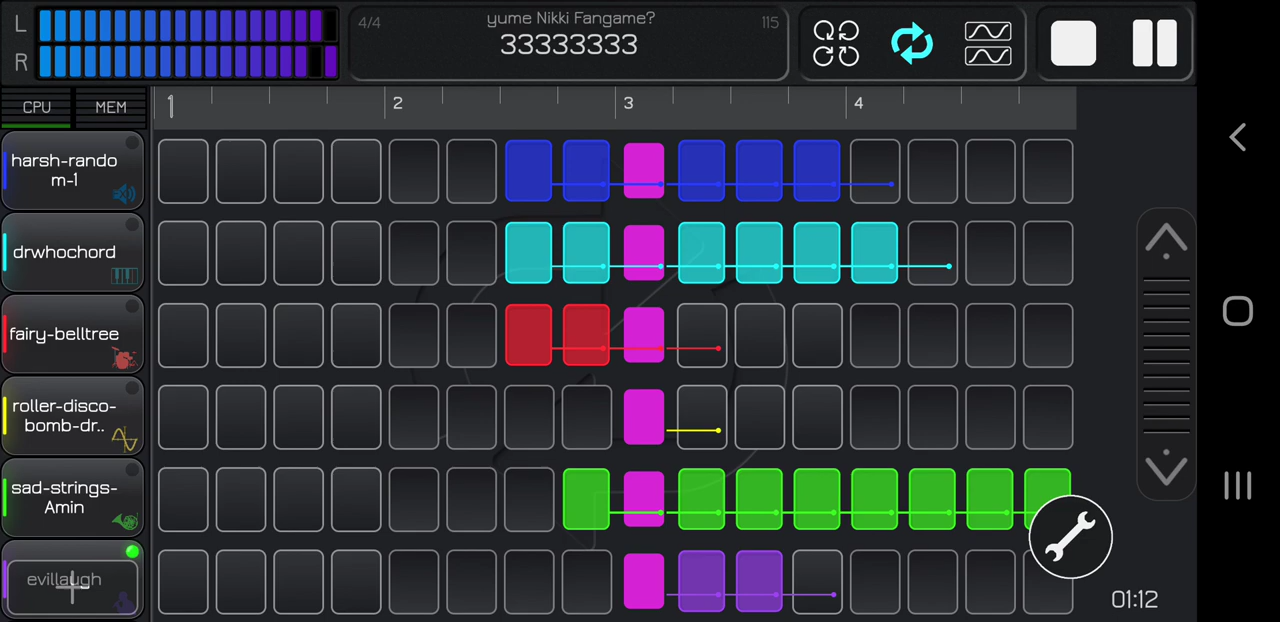 L
R
4/4
yume Nikki Fangame?
115
33333333
CPU
MEM
1
2
3
4
harsh-rando
m-1
drwhochord
fairy-belltree
roller-disco-
bomb-dr..
sad-strings-
Amin
evillaugh
01:12